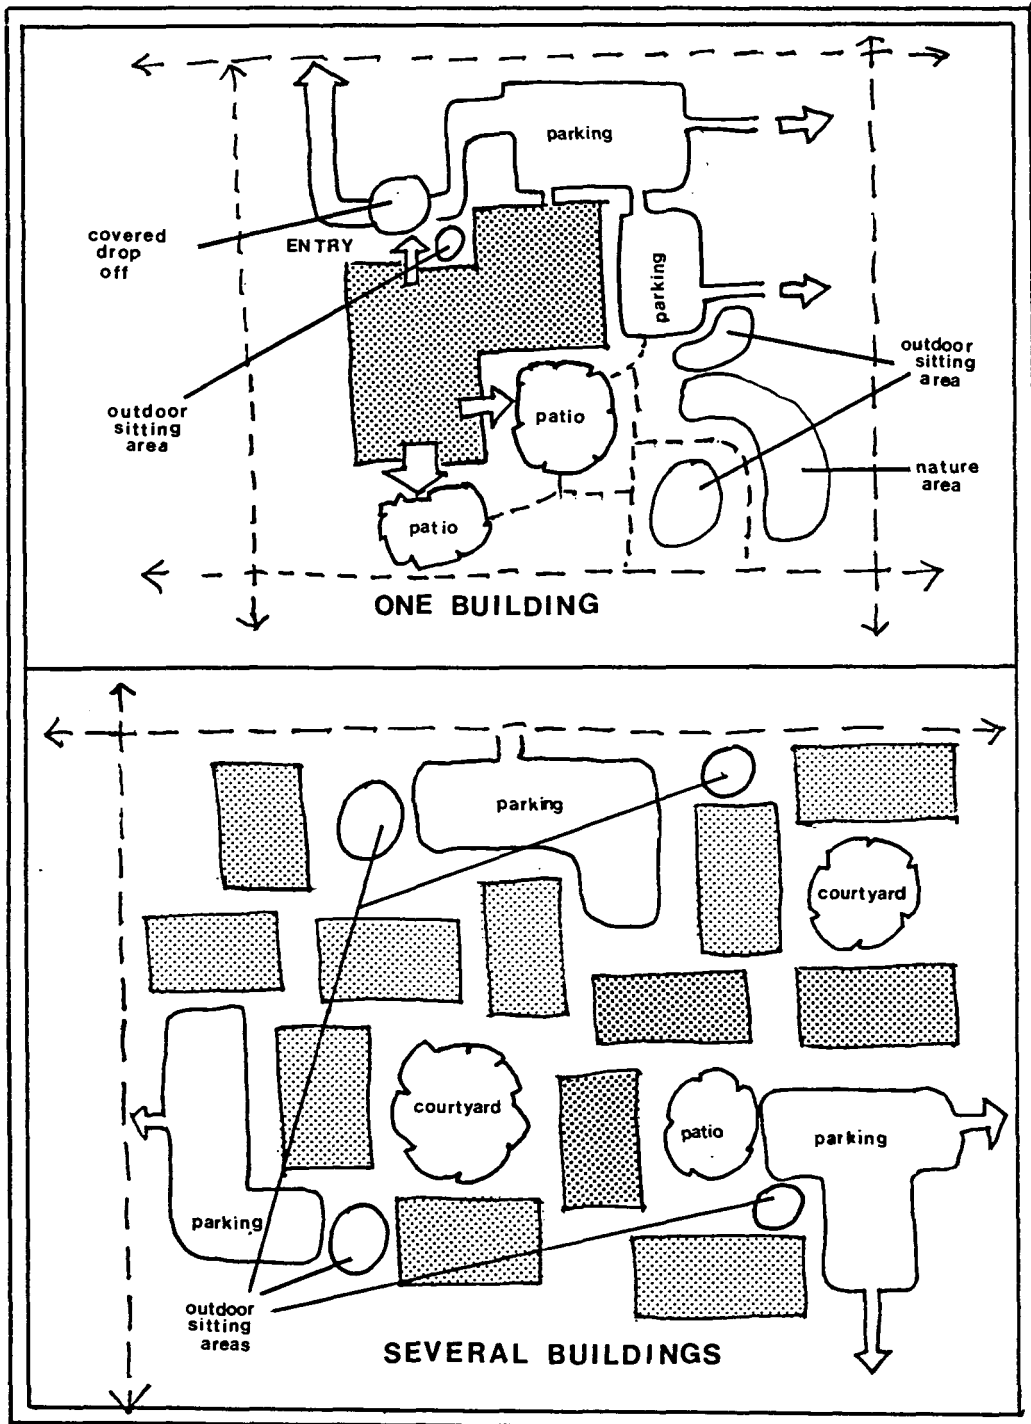 parking
covered
drop
off
ENTRY
parking
outdoor
sitting
area
outdoor
sitting
area
patio
nature
area
patio
ONE BUILDING
parking
courtyard
courtyard
patio
parking
parking
outdoor
sitting
areas
SEVERAL BUILDINGS